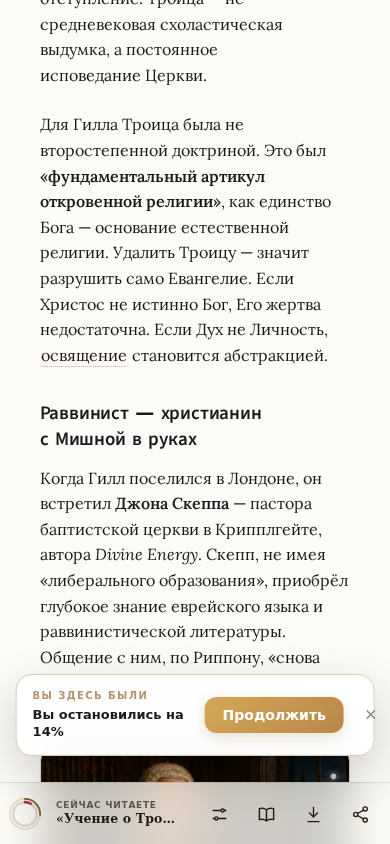 отступление. Троица — не
средневековая схоластическая
выдумка, а постоянное
исповедание Церкви.
Для Гилла Троица была не
второстепенной доктриной. Это был
«фундаментальный артикул
откровенной религии», как единство
Бога — основание естественной
религии. Удалить Троицу — значит
разрушить само Евангелие. Если
Христос не истинно Бог, Его жертва
недостаточна. Если Дух не Личность,
освящение становится абстракцией.
Раввинист — христианин
с Мишной в руках
Когда Гилл поселился в Лондоне, он
встретил Джона Скеппа — пастора
баптистской церкви в Крипплгейте,
автора Divine Energy. Скепп, не имея
«либерального образования», приобрёл
глубокое знание еврейского языка и
раввинистической литературы.
Общение с ним, по Риппону, «снова
ВЫ ЗДЕСЬ БЫЛИ
Вы остановились на
14%
Продолжить
×
СЕЙЧАС ЧИТАЕТЕ
«Учение о Тро...